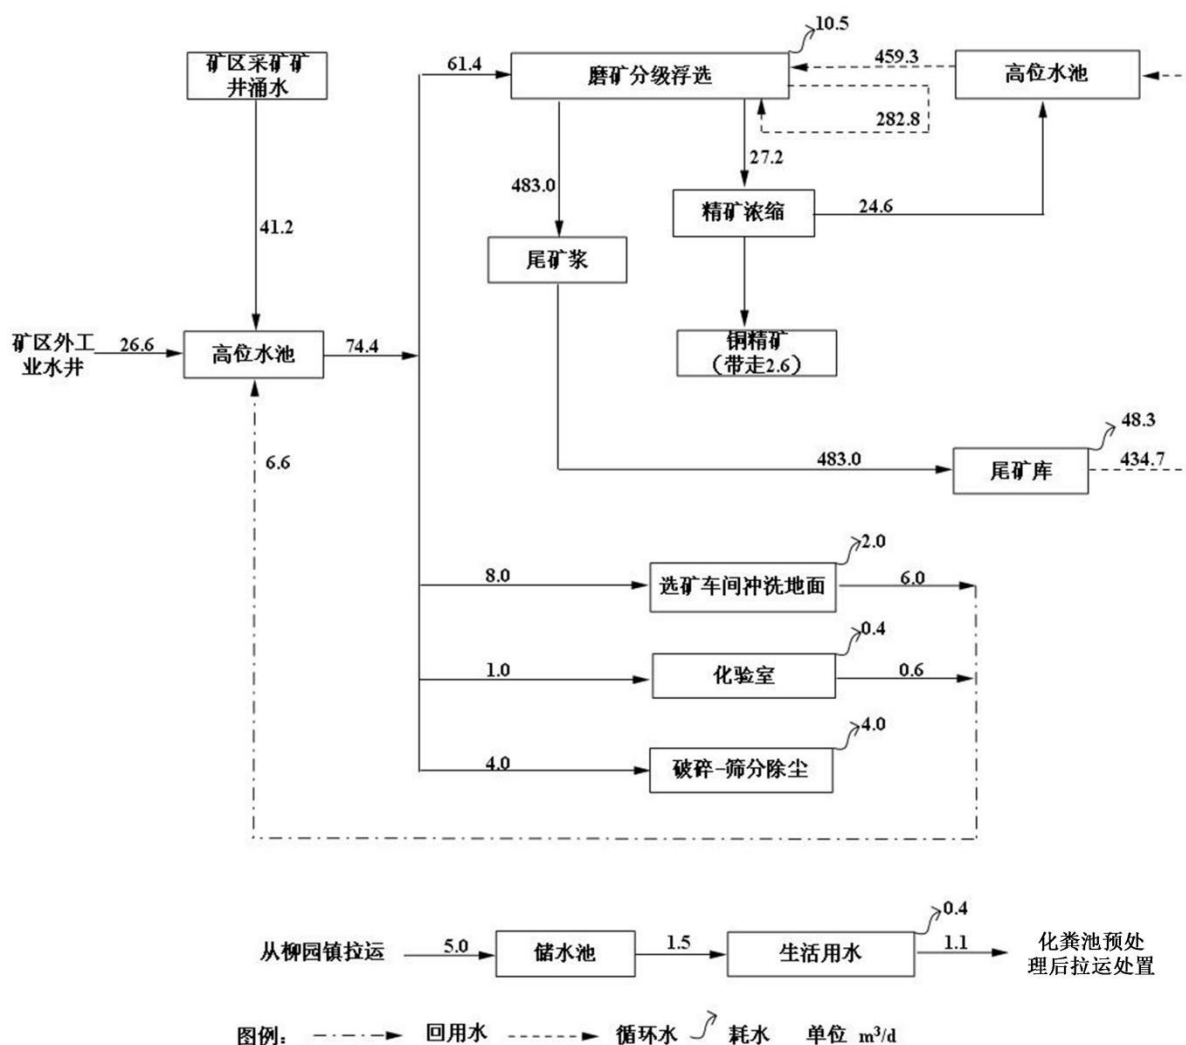 10.5
矿区采矿矿
井涌水
61.4
磨矿分级浮选
459.3
高位水池
282.8
27.2
483.0
精矿浓缩
24.6
41.2
尾矿浆
矿区外工
业水井
26.6
高位水池
74.4
铜精矿
（带走2.6）
48.3
6.6
483.0
尾矿库
434.7
2.0
8.0
选矿车间冲洗地面
6.0
0.4
1.0
化验室
0.6
4.0
4.0
破碎-筛分除尘
0.4
从柳园镇拉运
5.0
储水池
1.5
生活用水
1.1
化粪池预处
理后拉运处置
图例： 回用水 循环水 耗水 单位 m³/d